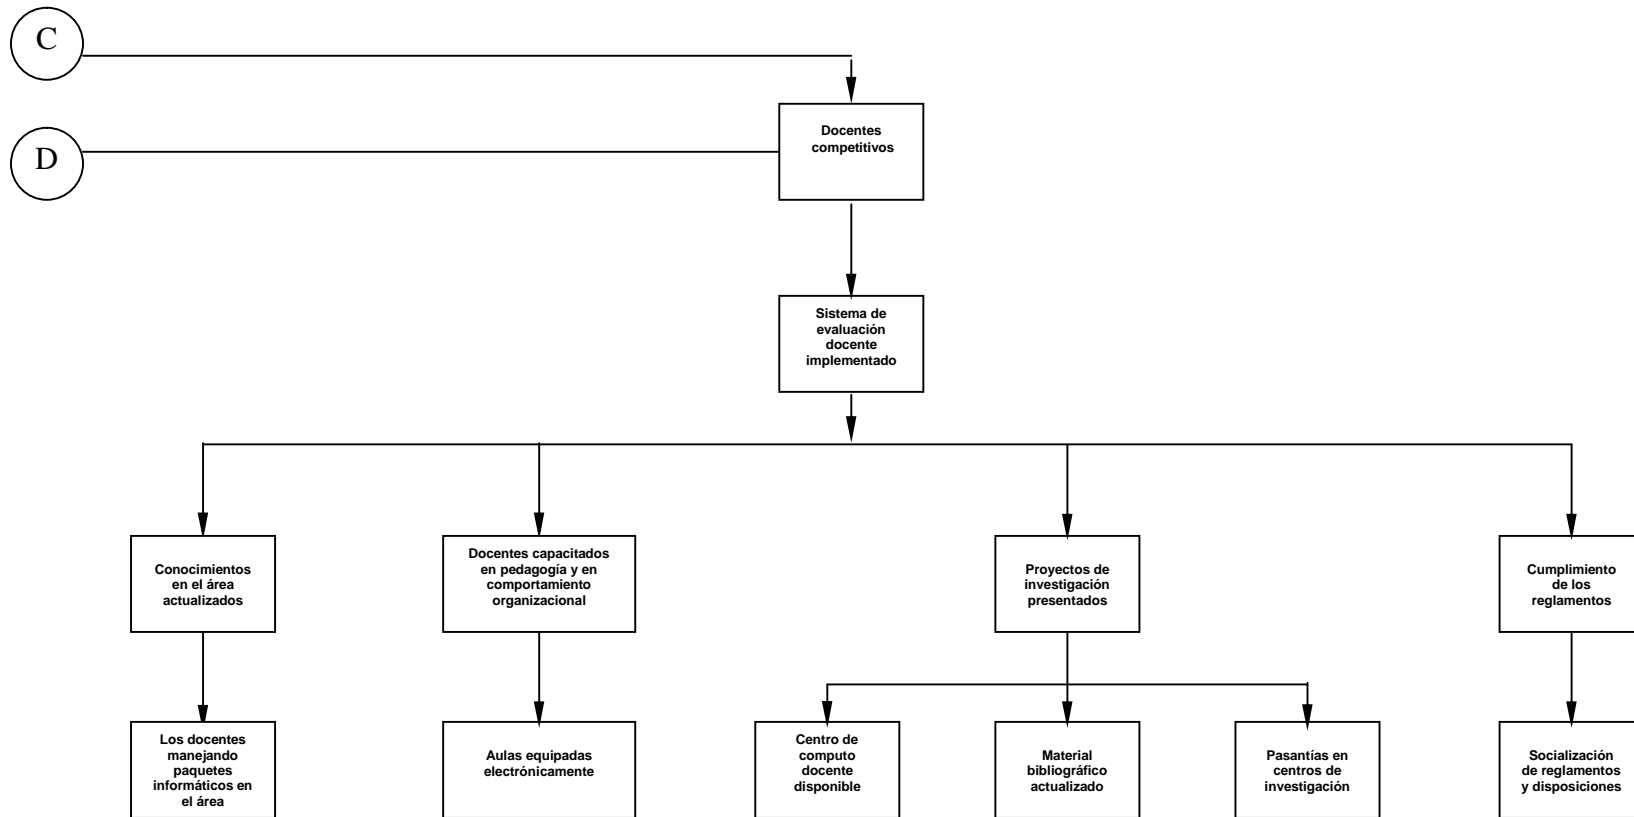 C
D
Docentes
competitivos
Sistema de
evaluación
docente
implementado
Conocimientos
en el área
actualizados
Docentes capacitados
en pedagogía y en
comportamiento
organizacional
Proyectos de
investigación
presentados
Cumplimiento
de los
reglamentos
Los docentes
manejando
paquetes
informáticos en
el área
Aulas equipadas
electrónicamente
Centro de
computo
docente
disponible
Material
bibliográfico
actualizado
Pasantías en
centros de
investigación
Socialización
de reglamentos
y disposiciones